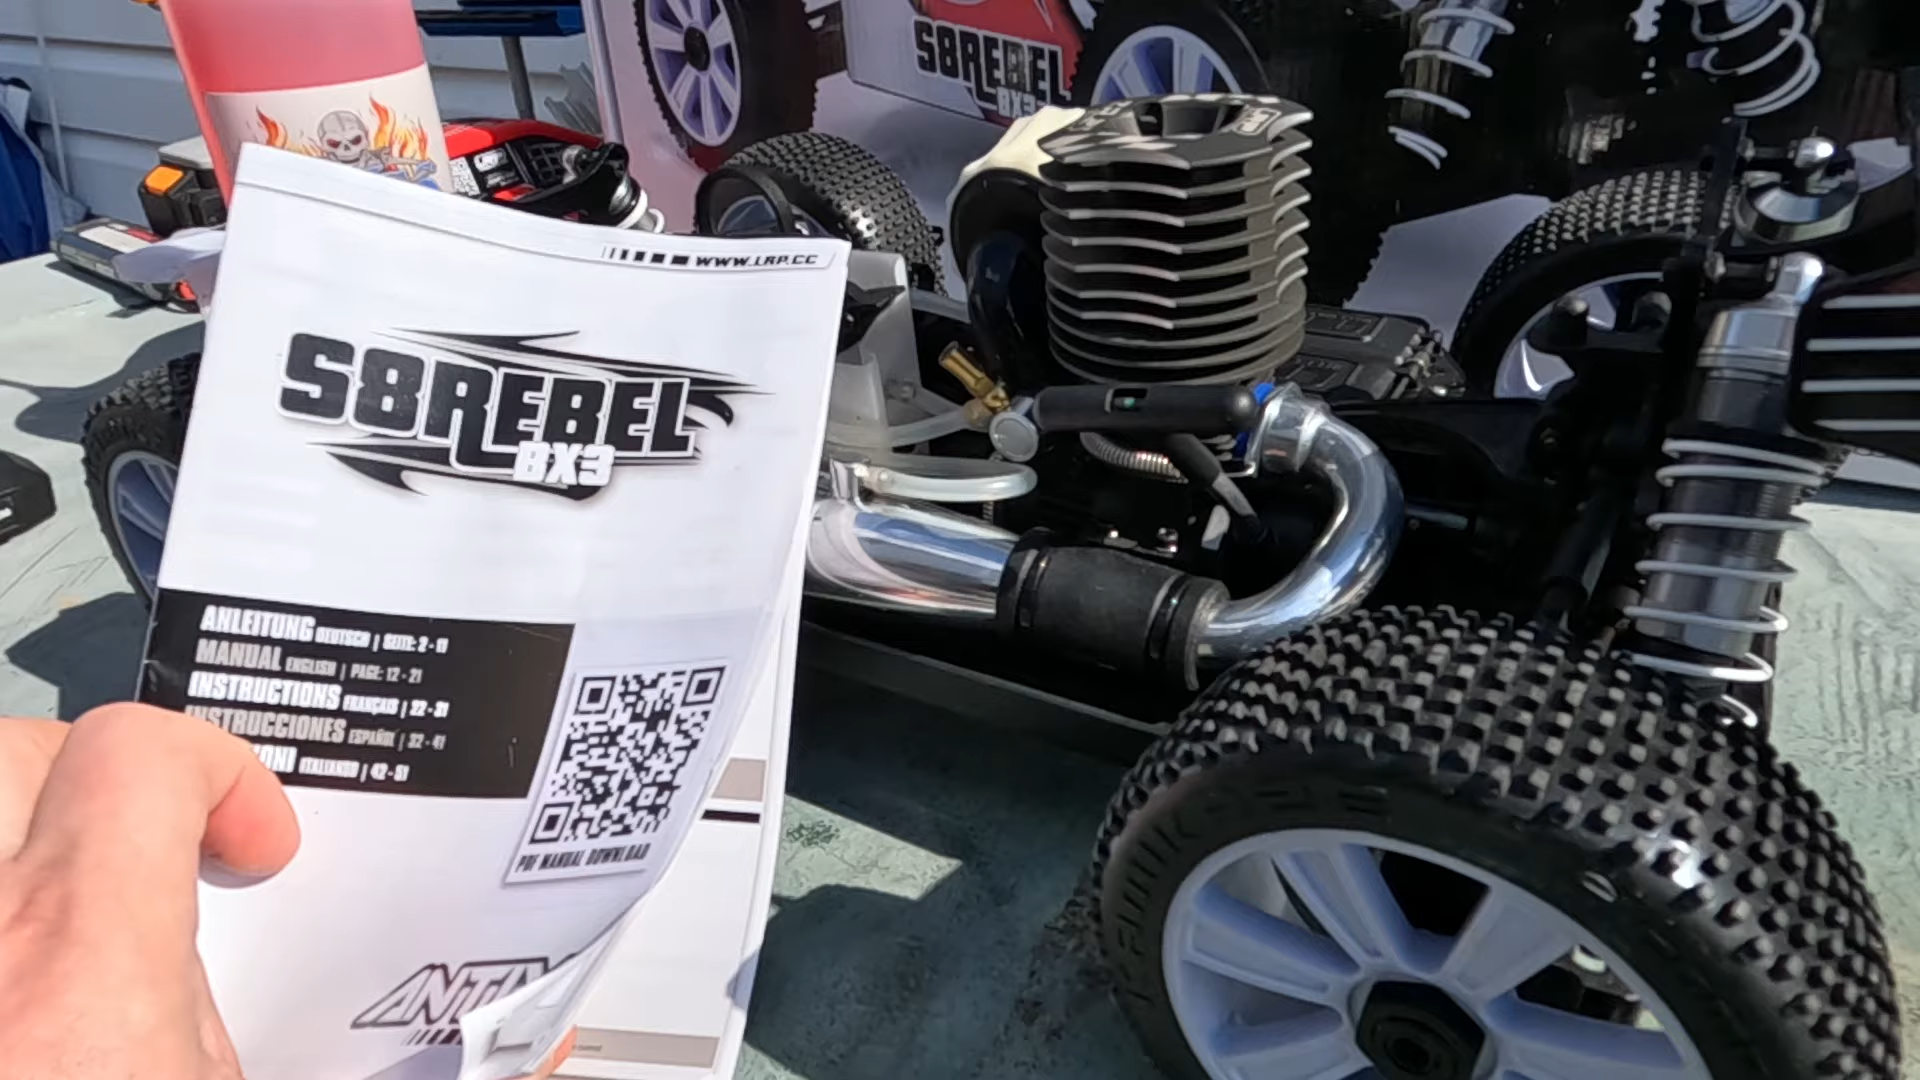 S8REBEL
BX3
LRP
WWW.LRP.CC
S8REBEL
BX3
ANLEITUNG DEUTSCH | SEITE: 2 - 11
MANUAL ENGLISH | PAGE: 12 - 21
INSTRUCTIONS FRANÇAIS | 22 - 31
INSTRUCCIONES ESPAÑOL | 32 - 41
ITALIANO | 42 - 51
PDF MANUAL DOWNLOAD